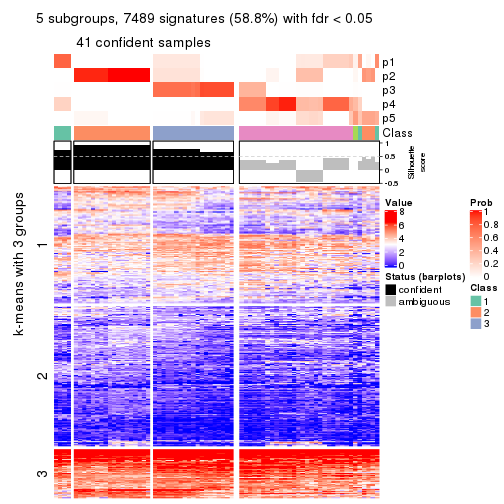 5 subgroups, 7489 signatures (58.8%) with fdr < 0.05
41 confident samples
p1
p2
p3
p4
p5
Class
1
0.5
0
-0.5
Silhouette
score
k-means with 3 groups
1
2
3
Value
8
6
4
2
0
Status (barplots)
confident
ambiguous
Prob
1
0.8
0.6
0.4
0.2
0
Class
1
2
3